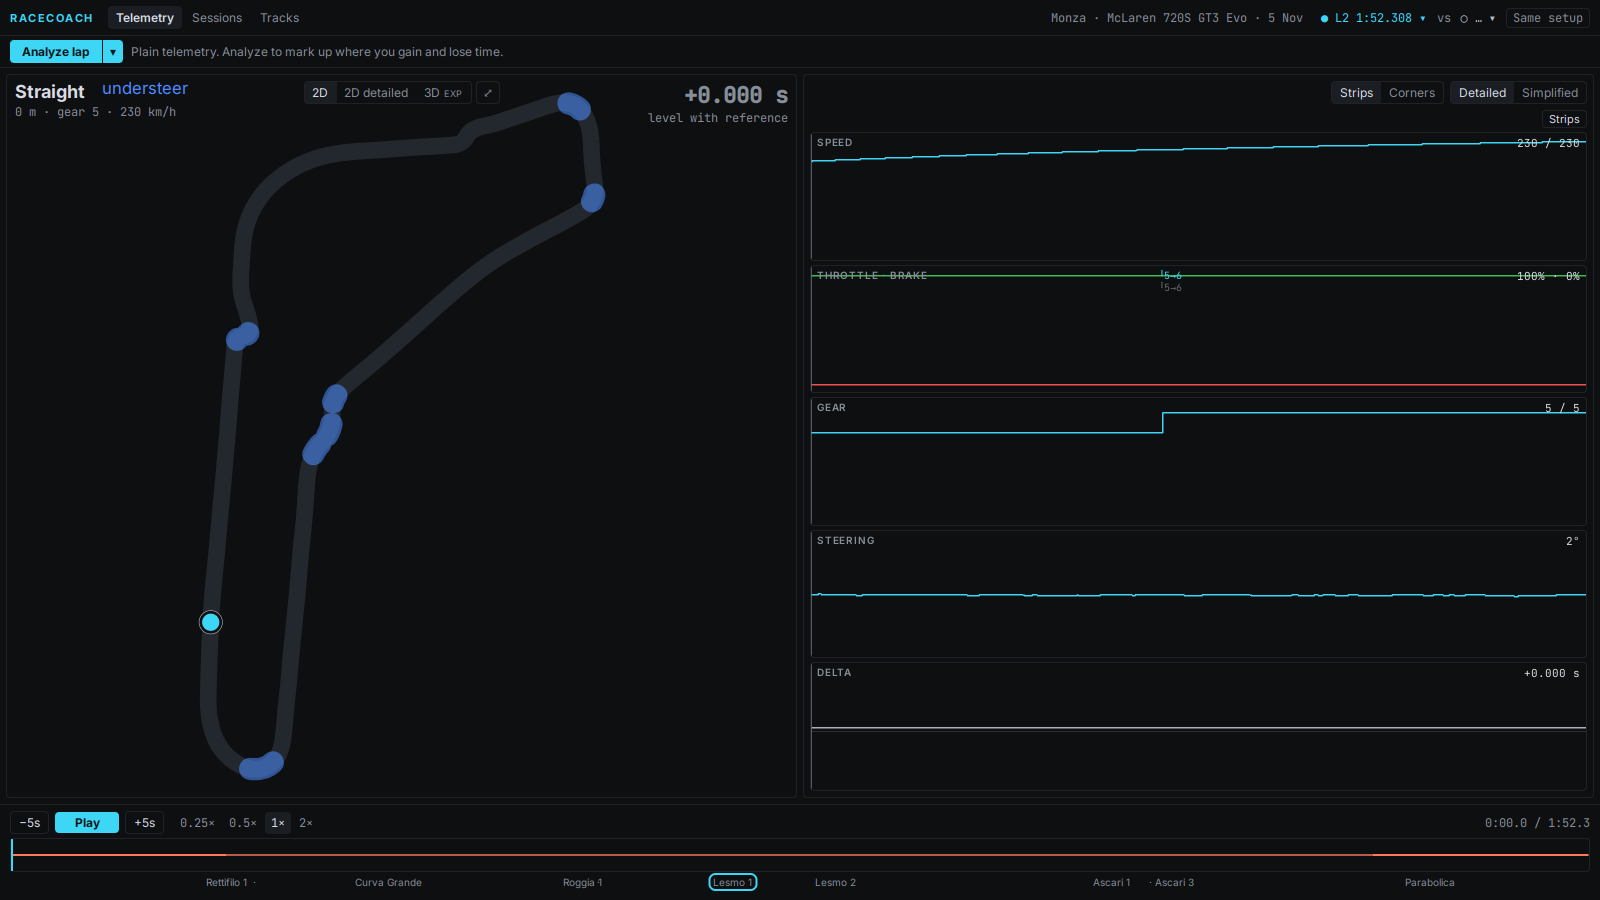 RACECOACH Telemetry Sessions Tracks Monza · McLaren 720S GT3 Evo · 5 Nov ● L2 1:52.308 ▾ vs ○ … ▾ Same setup
Analyze lap ▾ Plain telemetry. Analyze to mark up where you gain and lose time.
Straight understeer 2D 2D detailed 3D EXP ⤢ +0.000 s
0 m · gear 5 · 230 km/h level with reference
Strips Corners Detailed Simplified
Strips
SPEED 230 / 230
THROTTLE · BRAKE 5→6 100% · 0%
5→6
GEAR 5 / 5
STEERING 2°
DELTA +0.000 s
−5s Play +5s 0.25× 0.5× 1× 2× 0:00.0 / 1:52.3
Rettifilo 1 · Curva Grande Roggia 1 Lesmo 1 Lesmo 2 Ascari 1 · Ascari 3 Parabolica